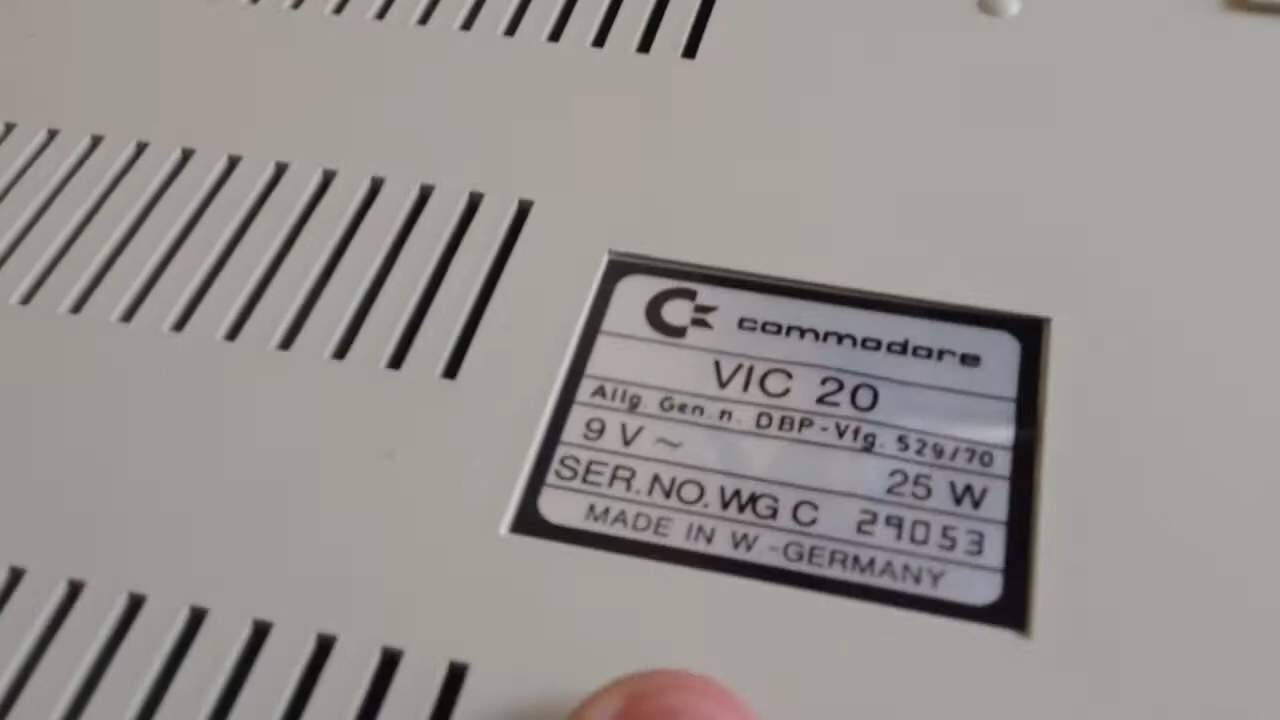 commodore
VIC 20
Allg. Gen. n. DBP-Vfg. 529/70
9 V ~ 25 W
SER.NO. WG C 29053
MADE IN W.-GERMANY